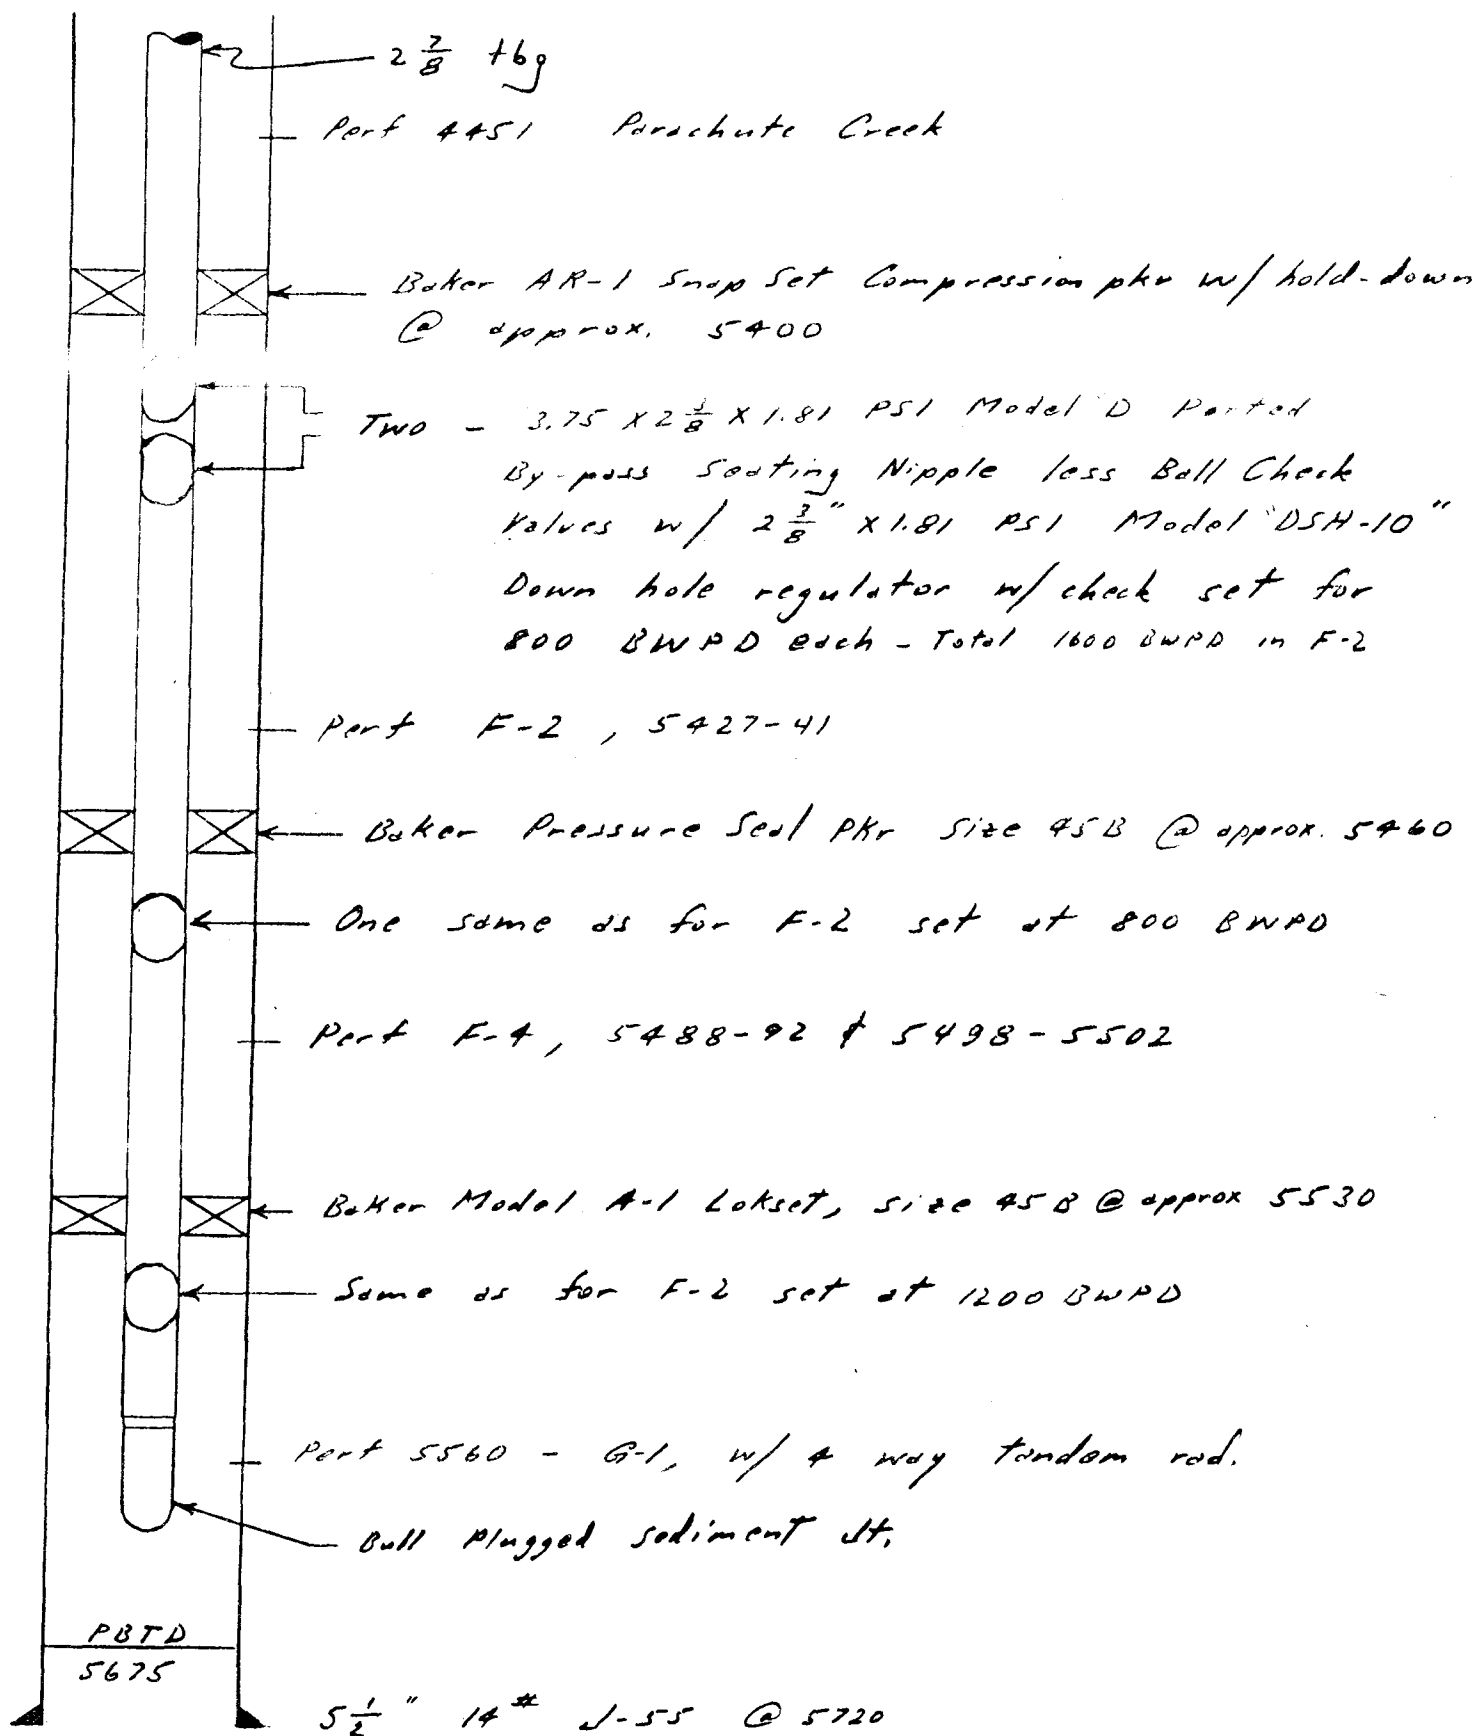 2 7/8 tbg
Perf 4451 Parachute Creek
Baker AR-1 Snap Set Compression pkr w/ hold-down
@ approx. 5400
Two - 3.75 X 2 3/8 X 1.81 PSI Model D Ported
By-pass Seating Nipple less Ball Check
Valves w/ 2 3/8" X 1.81 PSI Model "DSH-10"
Down hole regulator w/ check set for
800 BWPD each - Total 1600 BWPD in F-2
Perf F-2, 5427-41
Baker Pressure Seal Pkr Size 45B @ approx. 5460
One same as for F-2 set at 800 BWPD
Perf F-4, 5488-92 & 5498-5502
Baker Model A-1 Lokset, size 45B @ approx 5530
Same as for F-2 set at 1200 BWPD
Perf 5560 - G-1, w/ 4 way tandom rad.
Bull Plugged sediment Jt.
PBTD
5675
5 1/2" 14# J-55 @ 5720